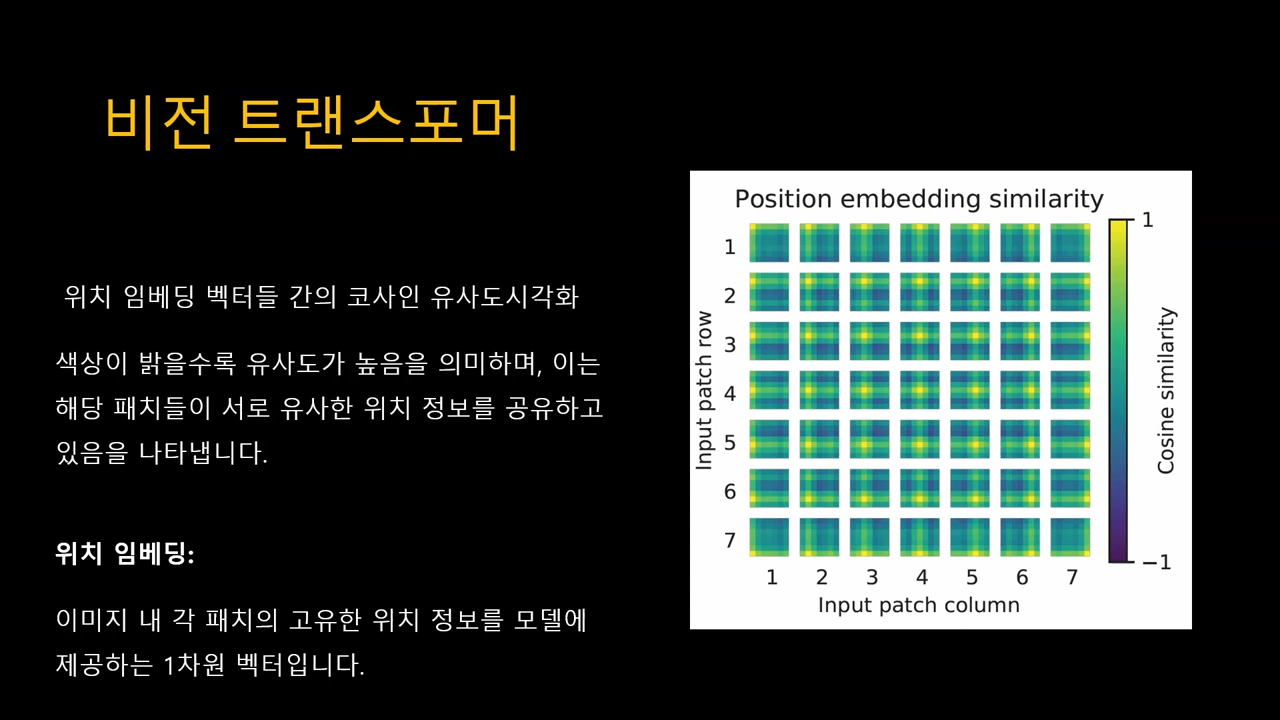 비전 트랜스포머
위치 임베딩 벡터들 간의 코사인 유사도시각화
색상이 밝을수록 유사도가 높음을 의미하며, 이는
해당 패치들이 서로 유사한 위치 정보를 공유하고
있음을 나타냅니다.
위치 임베딩:
이미지 내 각 패치의 고유한 위치 정보를 모델에
제공하는 1차원 벡터입니다.
Position embedding similarity
Input patch row
1
2
3
4
5
6
7
1 2 3 4 5 6 7
Input patch column
1
−1
Cosine similarity